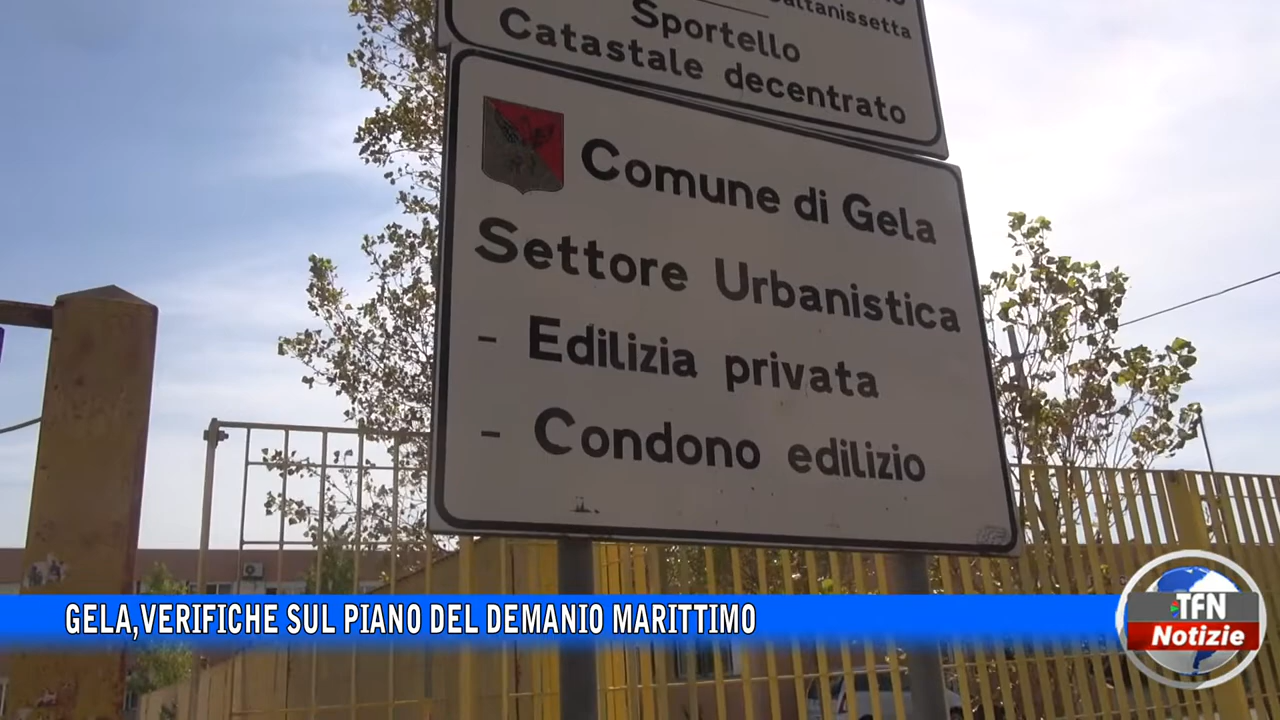 Caltanissetta
Sportello
Catastale decentrato
Comune di Gela
Settore Urbanistica
- Edilizia privata
- Condono edilizio
GELA,VERIFICHE SUL PIANO DEL DEMANIO MARITTIMO
TFN
Notizie